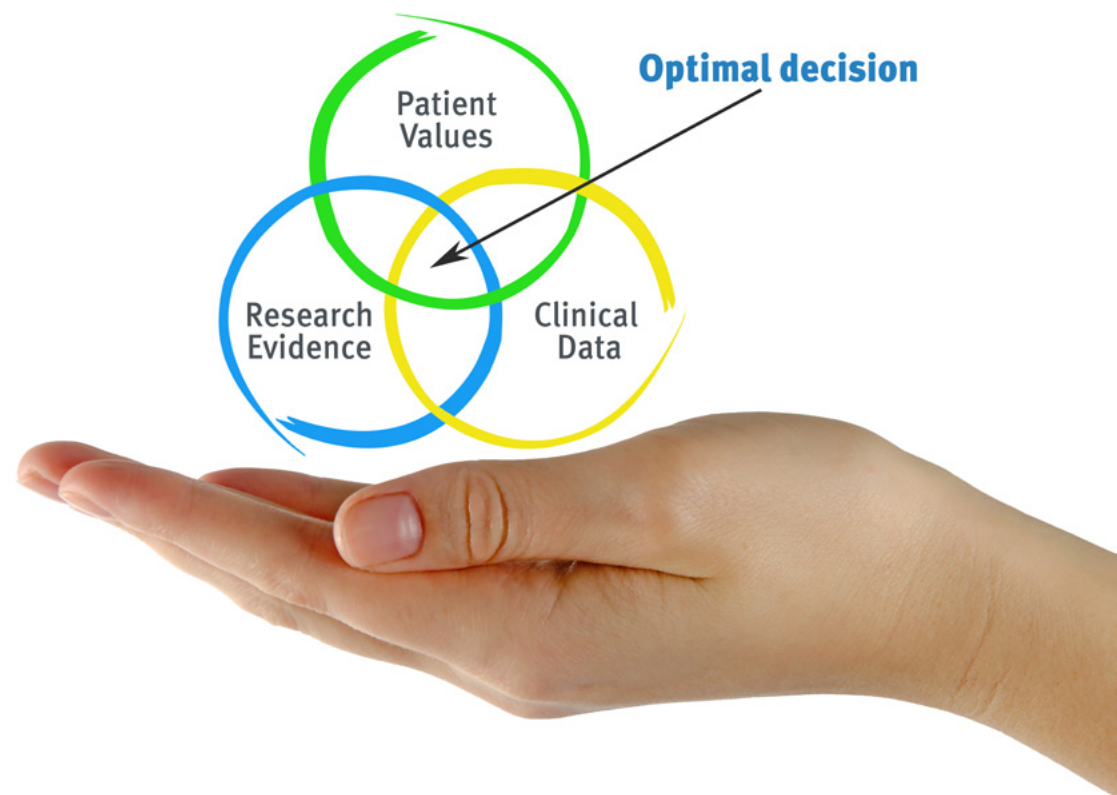 Optimal decision
Patient
Values
Research
Evidence
Clinical
Data